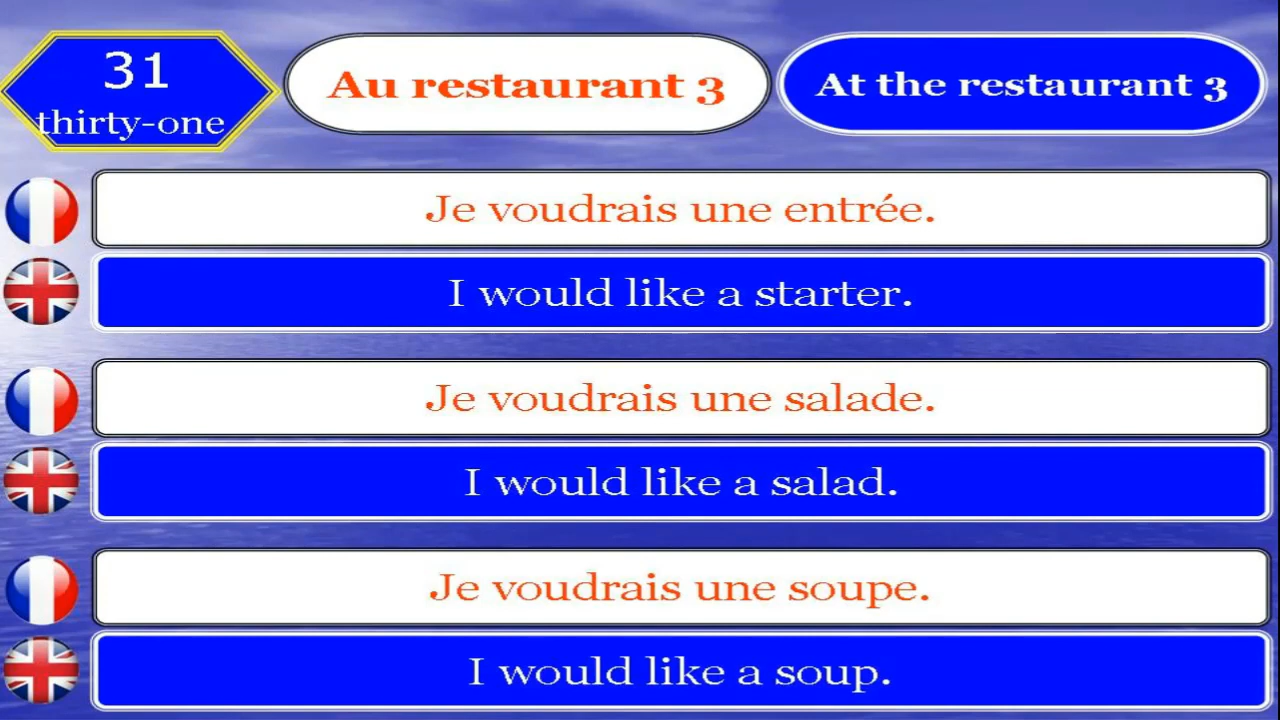 31
thirty-one
Au restaurant 3
At the restaurant 3
Je voudrais une entrée.
I would like a starter.
Je voudrais une salade.
I would like a salad.
Je voudrais une soupe.
I would like a soup.